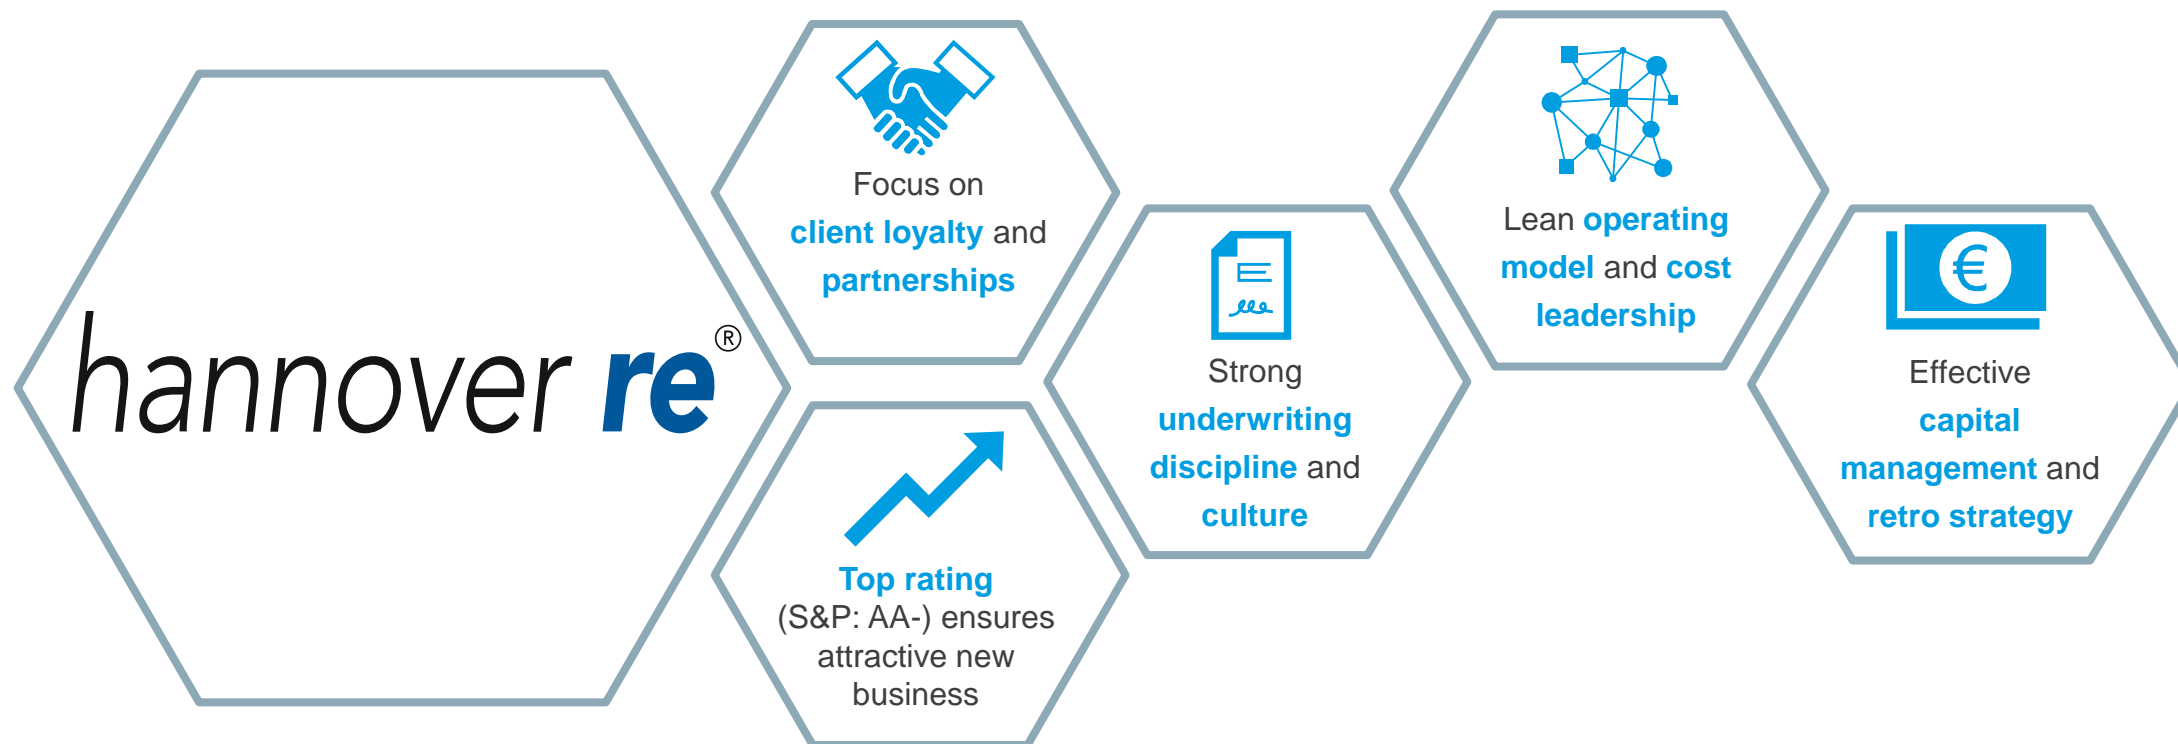 hannover re®
Focus on
client loyalty and
partnerships
Top rating
(S&P: AA-) ensures
attractive new
business
Strong
underwriting
discipline and
culture
Lean operating
model and cost
leadership
€
Effective
capital
management and
retro strategy